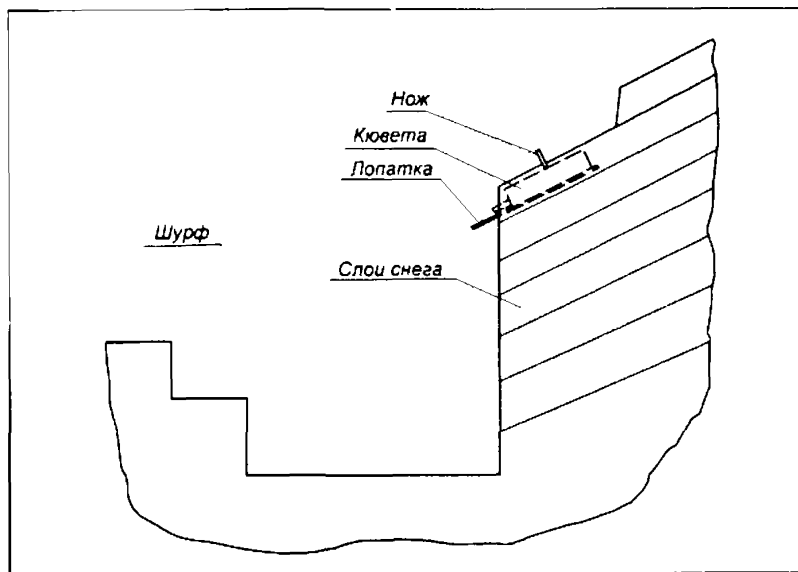 Нож
Кювета
Лопатка
Шурф
Слои снега